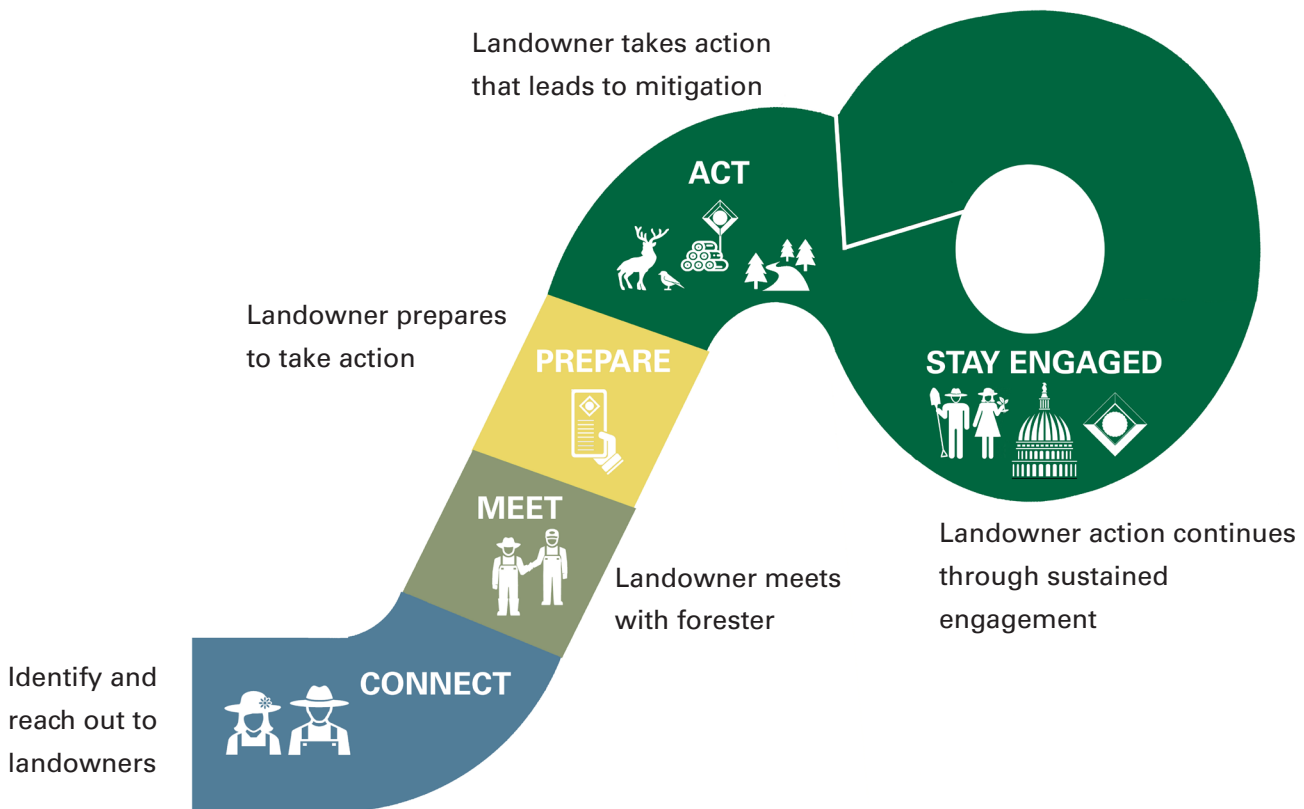 Landowner takes action
that leads to mitigation
ACT
Landowner prepares
to take action
PREPARE
STAY ENGAGED
MEET
Landowner meets
with forester
Landowner action continues
through sustained
engagement
Identify and
reach out to
landowners
CONNECT